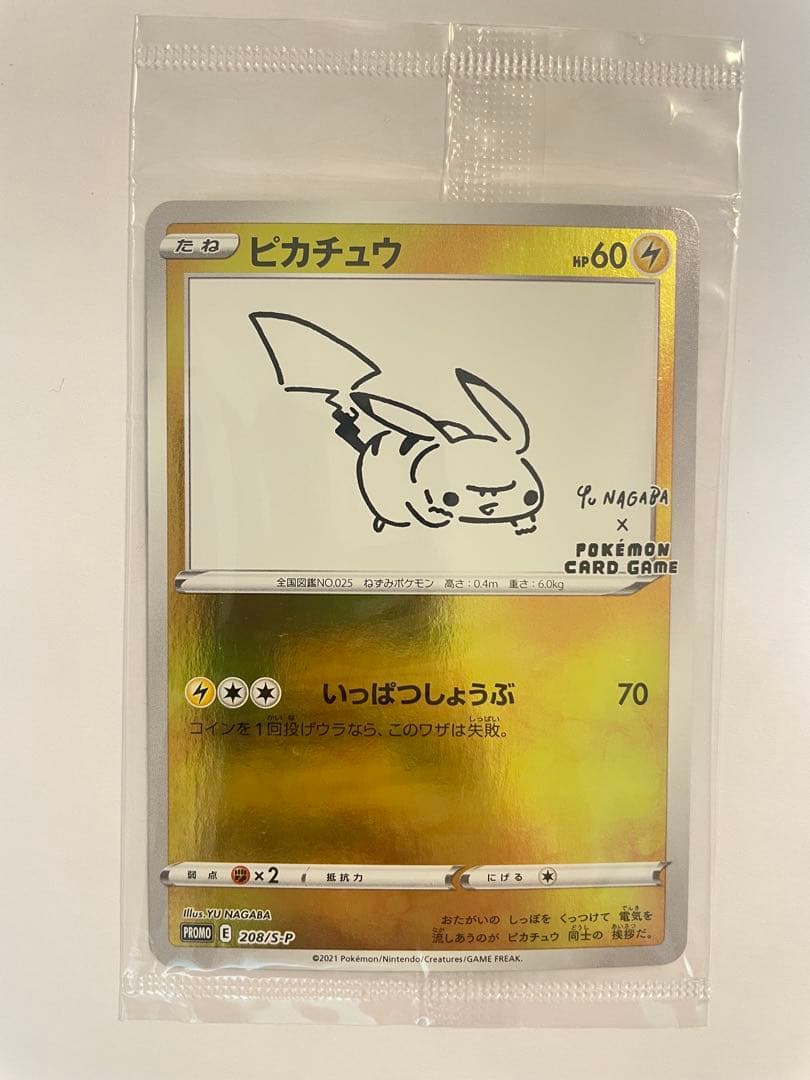 たね ピカチュウ HP60
YU NAGABA
×
POKÉMON
CARD GAME
全国図鑑NO.025 ねずみポケモン 高さ:0.4m 重さ:6.0kg
いっぱつしょうぶ 70
コインを1回投げウラなら、このワザは失敗。
弱点 ×2 抵抗力 にげる
Illus.YU NAGABA
PROMO E 208/S-P
おたがいの しっぽを くっつけて 電気を
流しあうのが ピカチュウ 同士の 挨拶だ。
©2021 Pokémon/Nintendo/Creatures/GAME FREAK.